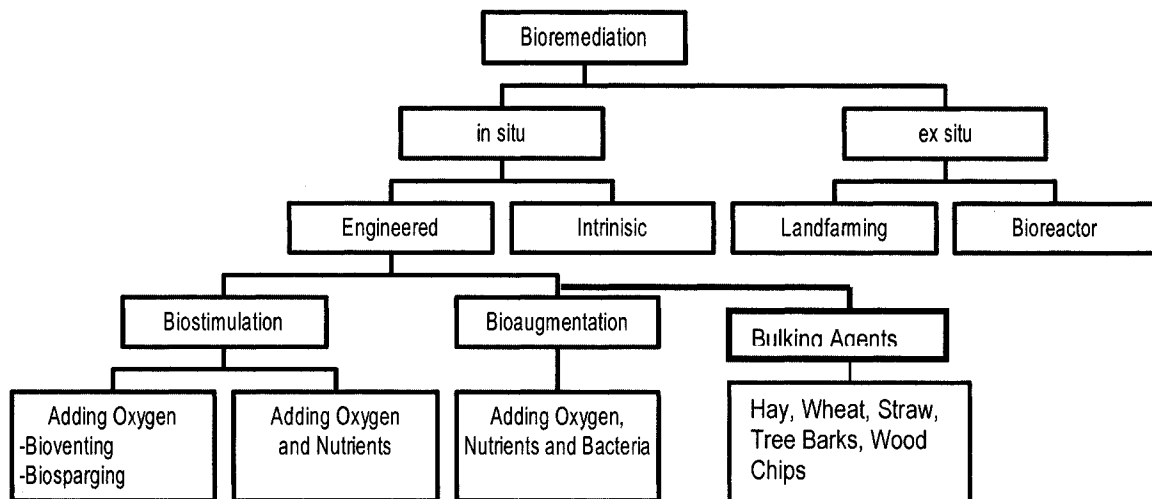 Bioremediation
in situ
ex situ
Engineered
Intrinisic
Landfarming
Bioreactor
Biostimulation
Bioaugmentation
Bulking Agents
Adding Oxygen
-Bioventing
-Biosparging
Adding Oxygen
and Nutrients
Adding Oxygen,
Nutrients and Bacteria
Hay, Wheat, Straw,
Tree Barks, Wood
Chips